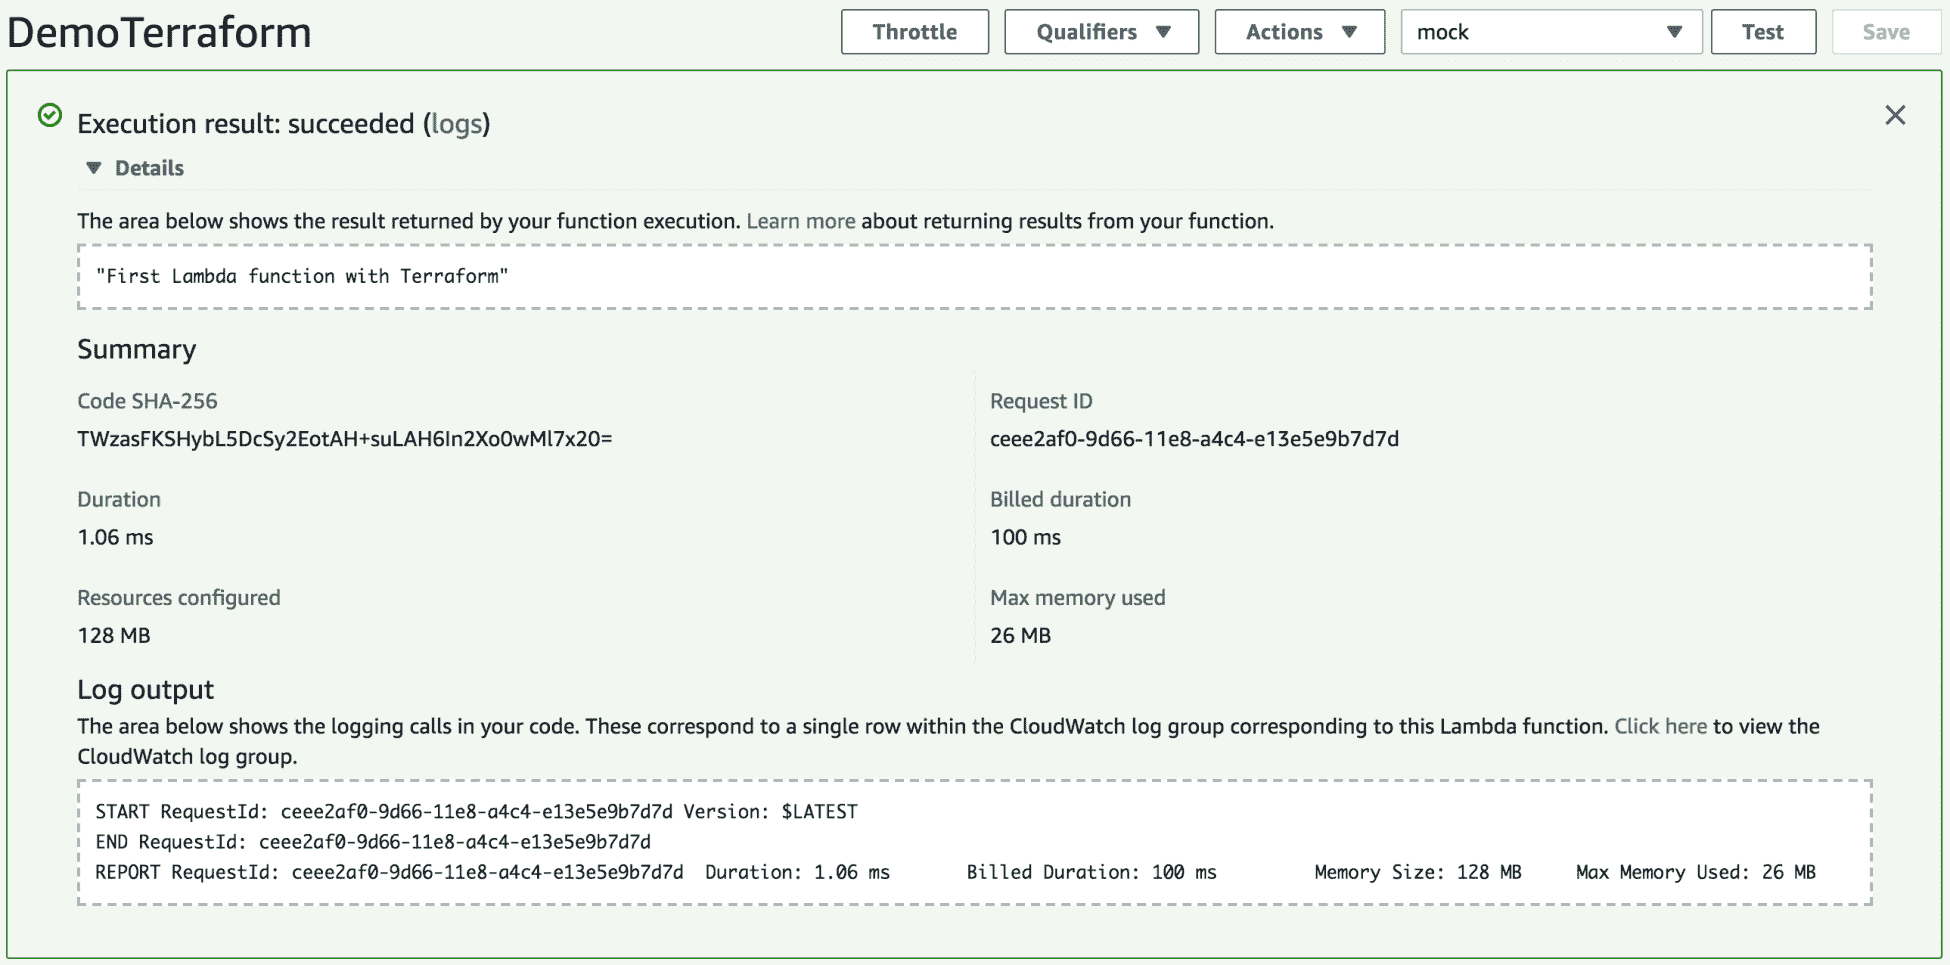 DemoTerraform
Throttle
Qualifiers
Actions
mock
Test
Save
Execution result: succeeded (logs)
Details
The area below shows the result returned by your function execution. Learn more about returning results from your function.
"First Lambda function with Terraform"
Summary
Code SHA-256
TWzasFKSHybL5DcSy2EotAH+suLAH6In2Xo0wMl7x20=
Request ID
ceee2af0-9d66-11e8-a4c4-e13e5e9b7d7d
Duration
1.06 ms
Billed duration
100 ms
Resources configured
128 MB
Max memory used
26 MB
Log output
The area below shows the logging calls in your code. These correspond to a single row within the CloudWatch log group corresponding to this Lambda function. Click here to view the
CloudWatch log group.
START RequestId: ceee2af0-9d66-11e8-a4c4-e13e5e9b7d7d Version: $LATEST
END RequestId: ceee2af0-9d66-11e8-a4c4-e13e5e9b7d7d
REPORT RequestId: ceee2af0-9d66-11e8-a4c4-e13e5e9b7d7d Duration: 1.06 ms Billed Duration: 100 ms Memory Size: 128 MB Max Memory Used: 26 MB